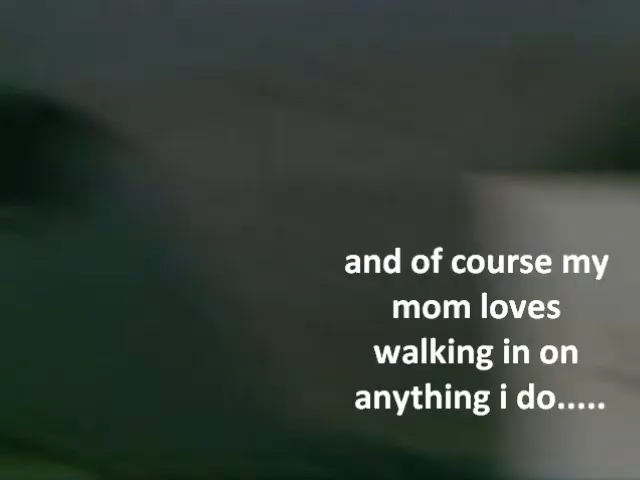 and of course my
mom loves
walking in on
anything i do.....